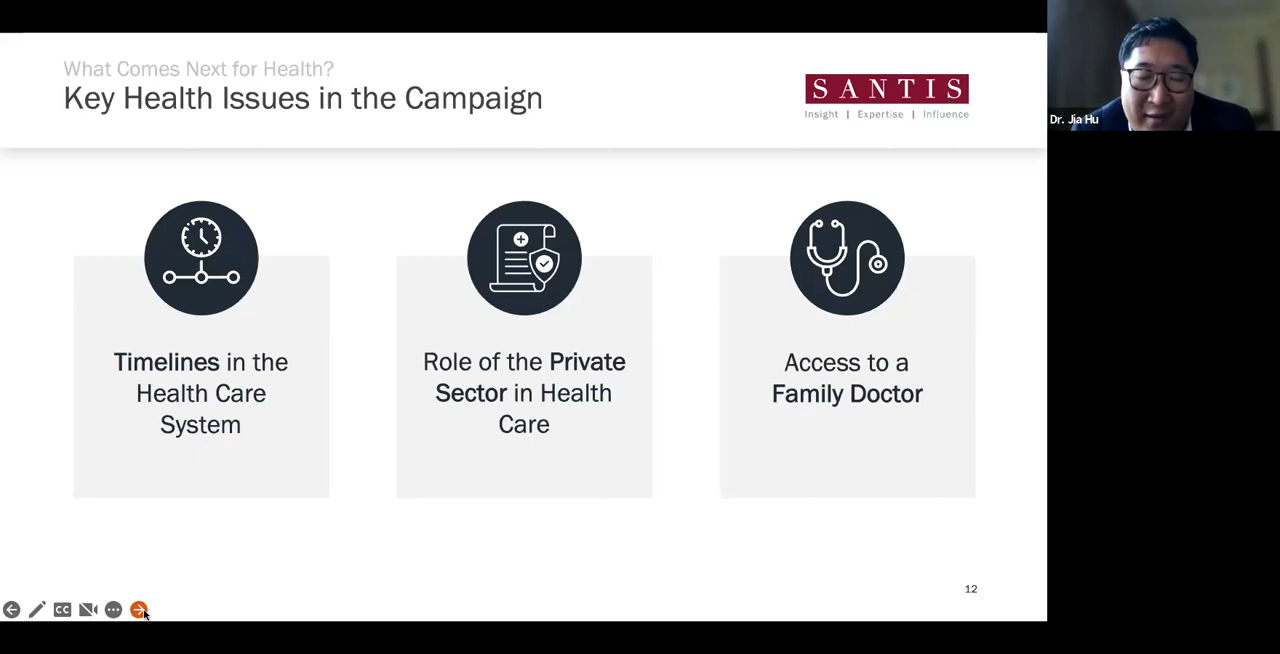 What Comes Next for Health?
Key Health Issues in the Campaign
SANTIS
Insight | Expertise | Influence
Dr. Jia Hu
Timelines in the
Health Care
System
Role of the Private
Sector in Health
Care
Access to a
Family Doctor
12
CC